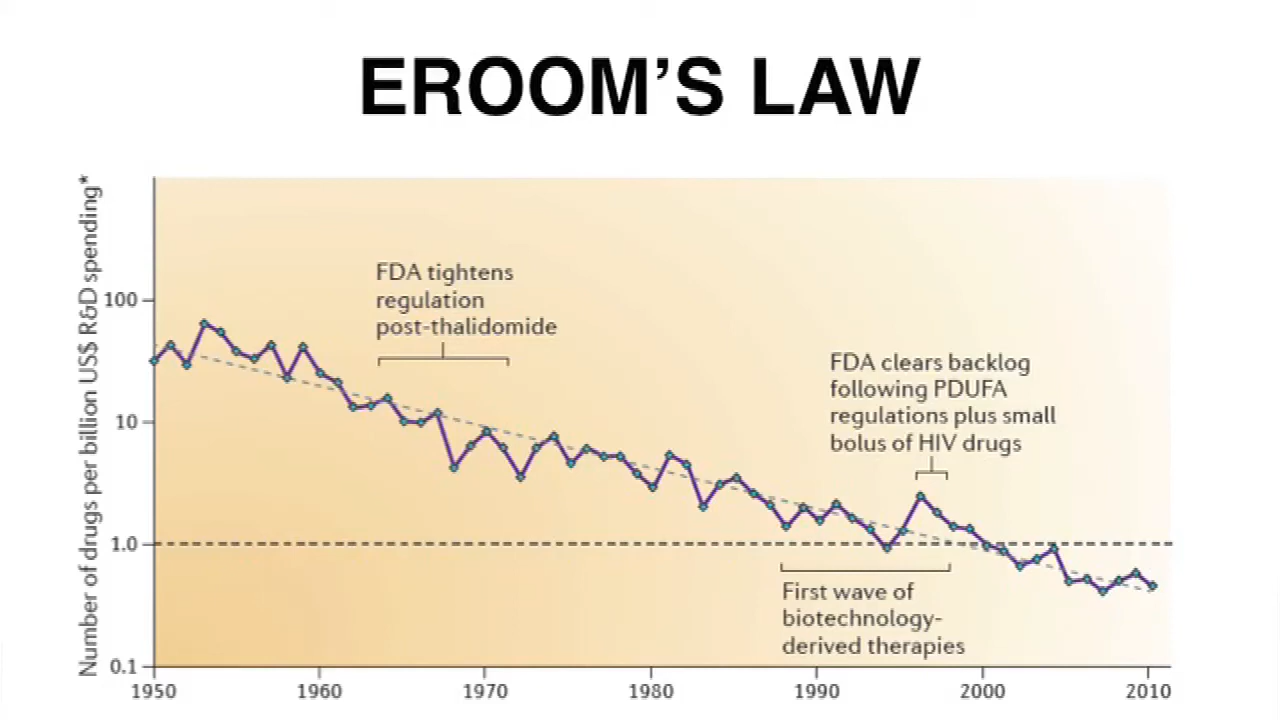 EROOM'S LAW
Number of drugs per billion US$ R&D spending*
100
10
1.0
0.1
FDA tightens
regulation
post-thalidomide
FDA clears backlog
following PDUFA
regulations plus small
bolus of HIV drugs
First wave of
biotechnology-
derived therapies
1950 1960 1970 1980 1990 2000 2010